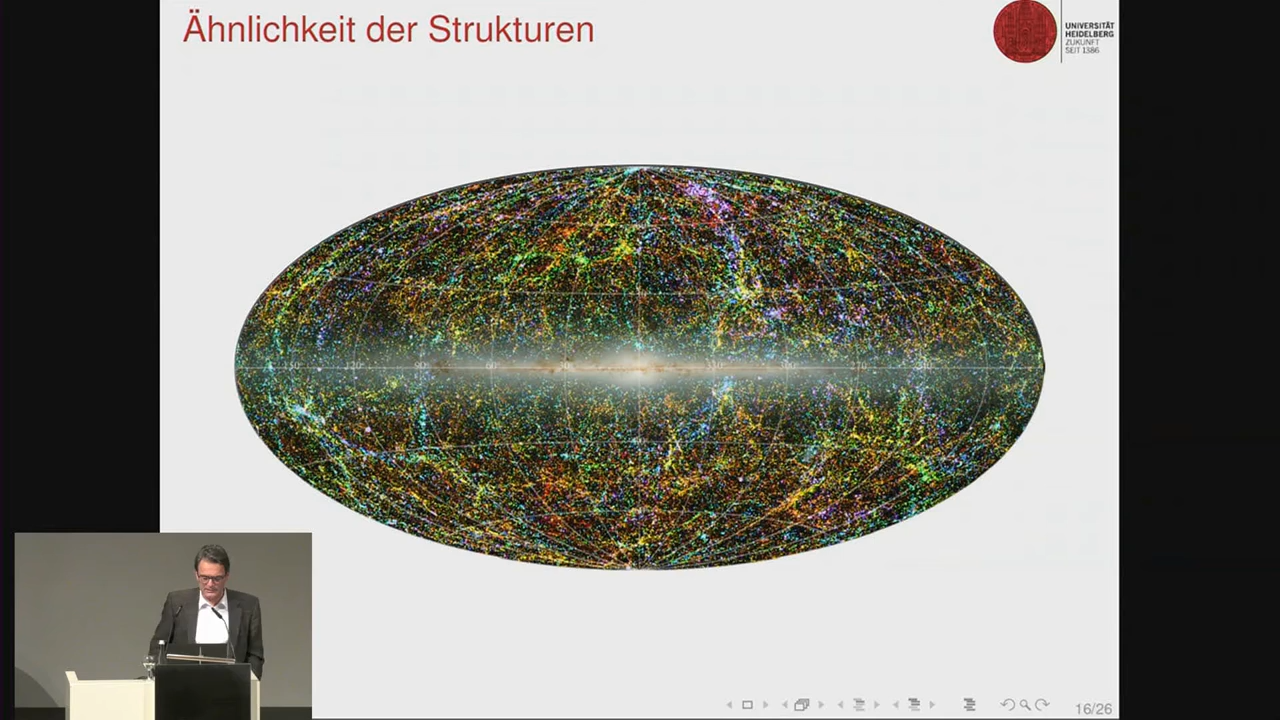 Ähnlichkeit der Strukturen
UNIVERSITÄT
HEIDELBERG
ZUKUNFT
SEIT 1386
16/26